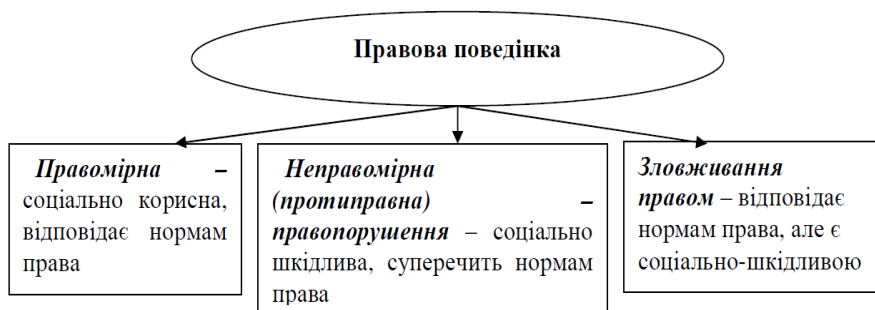 Правова поведінка
Правомірна –
соціально корисна,
відповідає нормам
права
Неправомірна
(протиправна) –
правопорушення – соціально
шкідлива, суперечить нормам
права
Зловживання
правом – відповідає
нормам права, але є
соціально-шкідливою